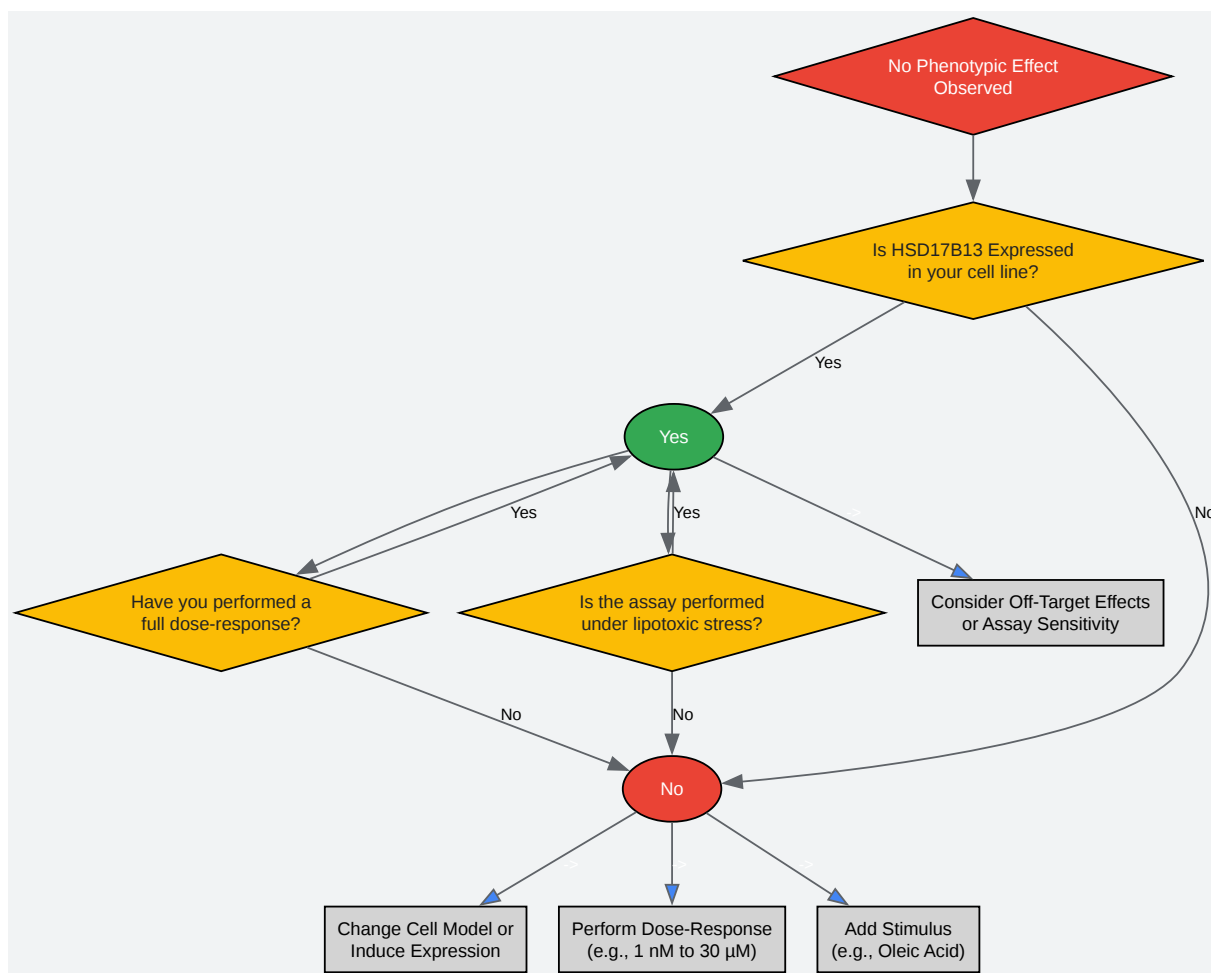 No Phenotypic Effect
Observed
Is HSD17B13 Expressed
in your cell line?
Yes
Yes
Yes
Yes
No
->
Have you performed a
full dose-response?
Is the assay performed
under lipotoxic stress?
Consider Off-Target Effects
or Assay Sensitivity
No
No
No
->
->
->
Change Cell Model or
Induce Expression
Perform Dose-Response
(e.g., 1 nM to 30 µM)
Add Stimulus
(e.g., Oleic Acid)